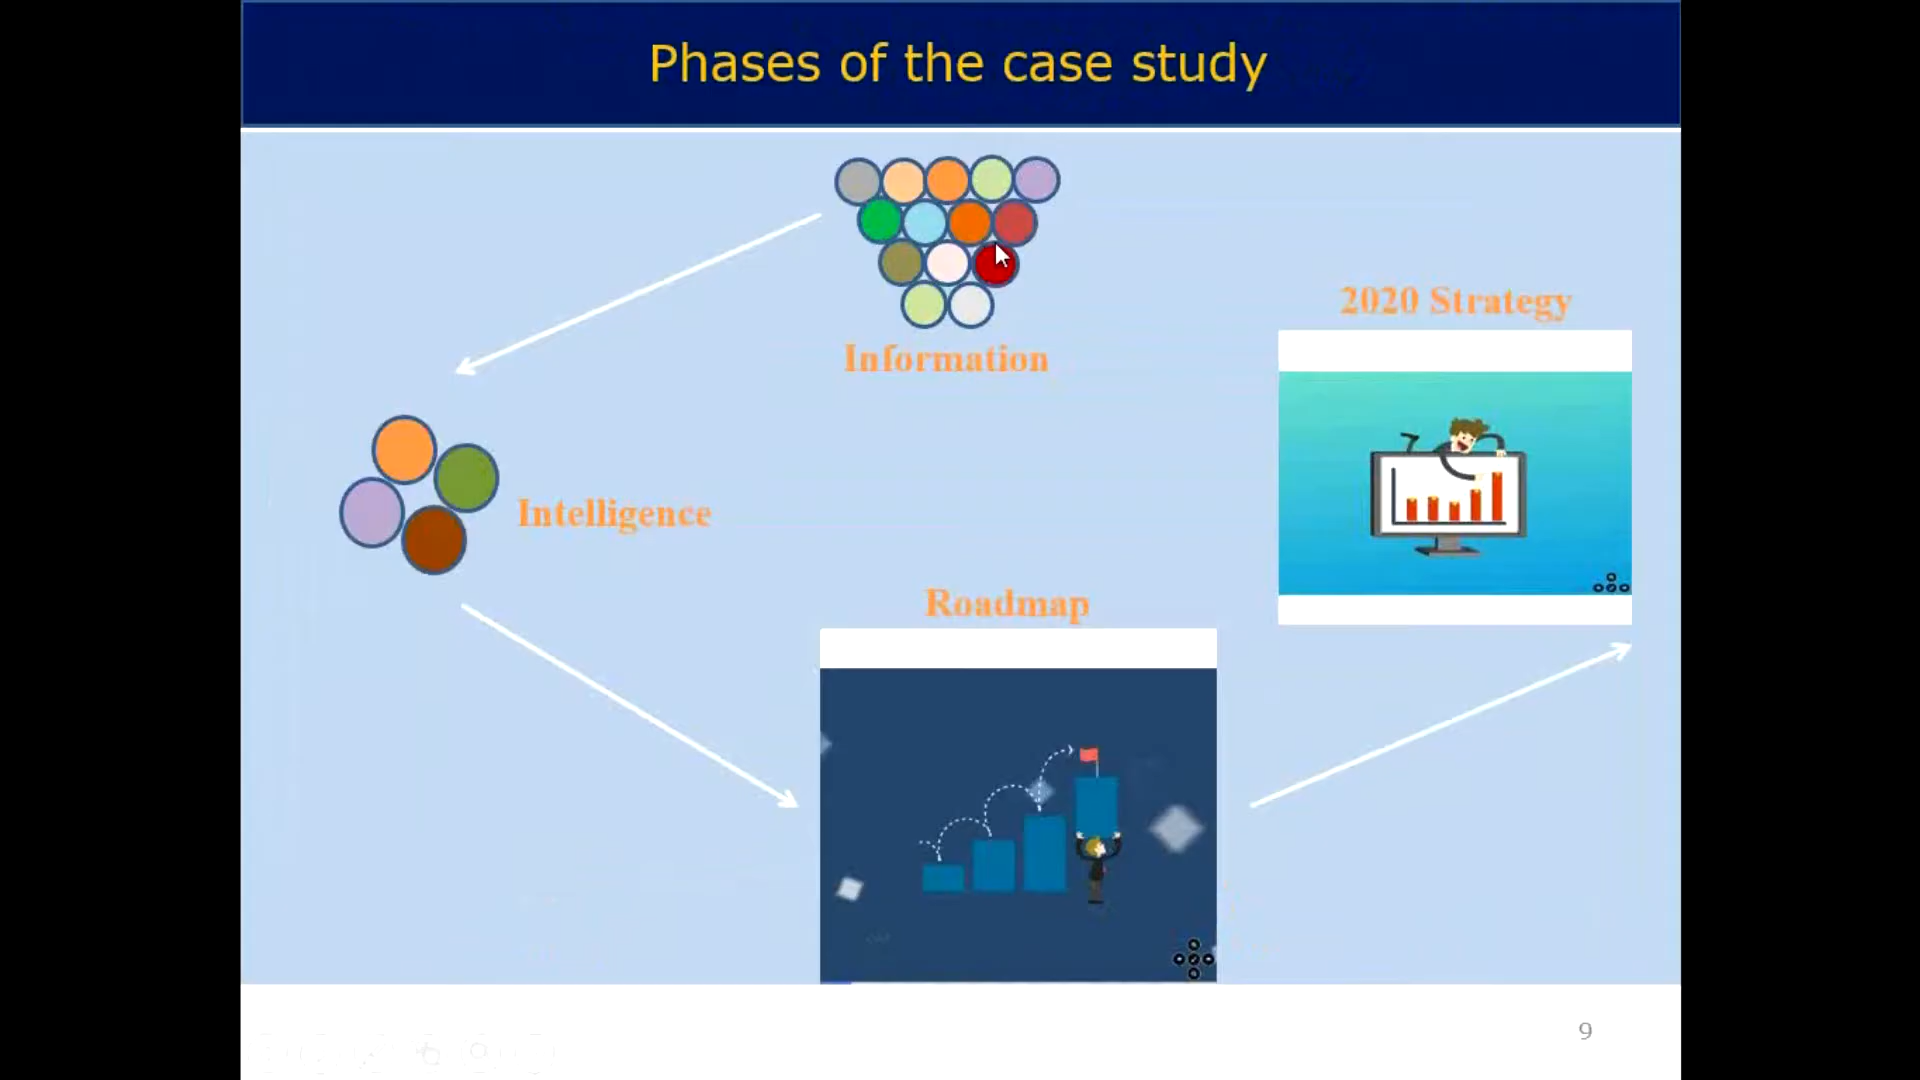 Phases of the case study
Information
2020 Strategy
Intelligence
Roadmap
9